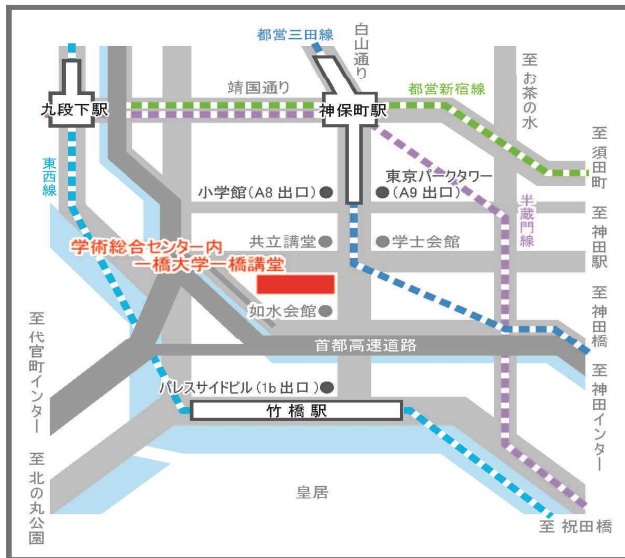 都営三田線
白山通り
至 お茶の水
靖国通り
都営新宿線
九段下駅
神保町駅
至 須田町
東西線
小学館(A8 出口)
東京パークタワー
(A9 出口)
半蔵門線
至 神田駅
学術総合センター内
一橋大学一橋講堂
共立講堂
学士会館
如水会館
至 神田橋
至 代官町インター
首都高速道路
至 神田インター
パレスサイドビル(1b 出口)
竹橋駅
至 北の丸公園
皇居
至 祝田橋